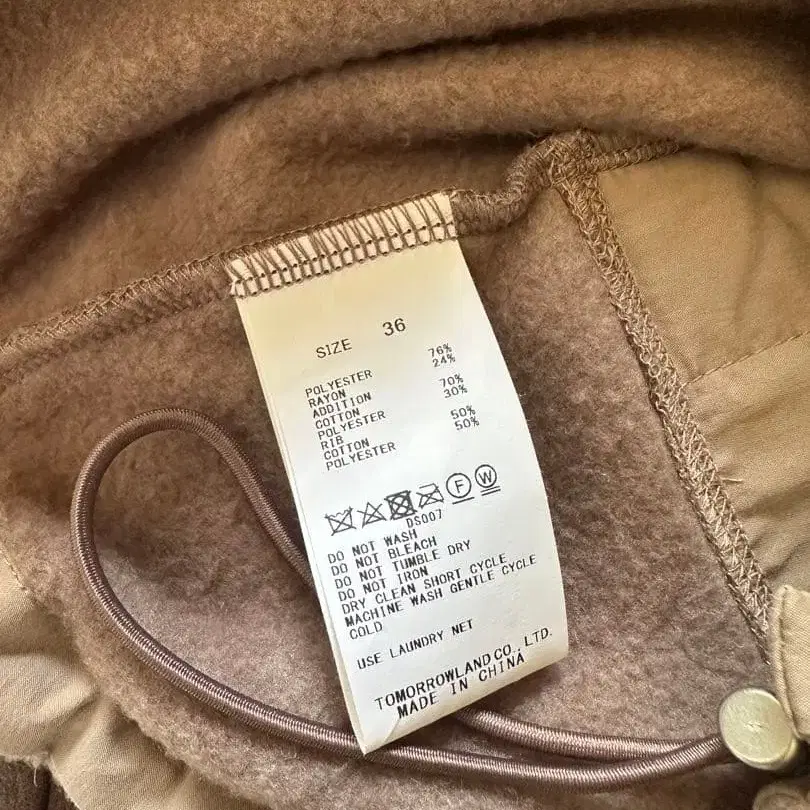 SIZE 36
POLYESTER 76%
RAYON 24%
ADDITION
COTTON 70%
POLYESTER 30%
RIB
COTTON 50%
POLYESTER 50%
F W
DS007
DO NOT WASH
DO NOT BLEACH
DO NOT TUMBLE DRY
DO NOT IRON
DRY CLEAN SHORT CYCLE
MACHINE WASH GENTLE CYCLE
COLD
USE LAUNDRY NET
TOMORROWLAND CO., LTD.
MADE IN CHINA